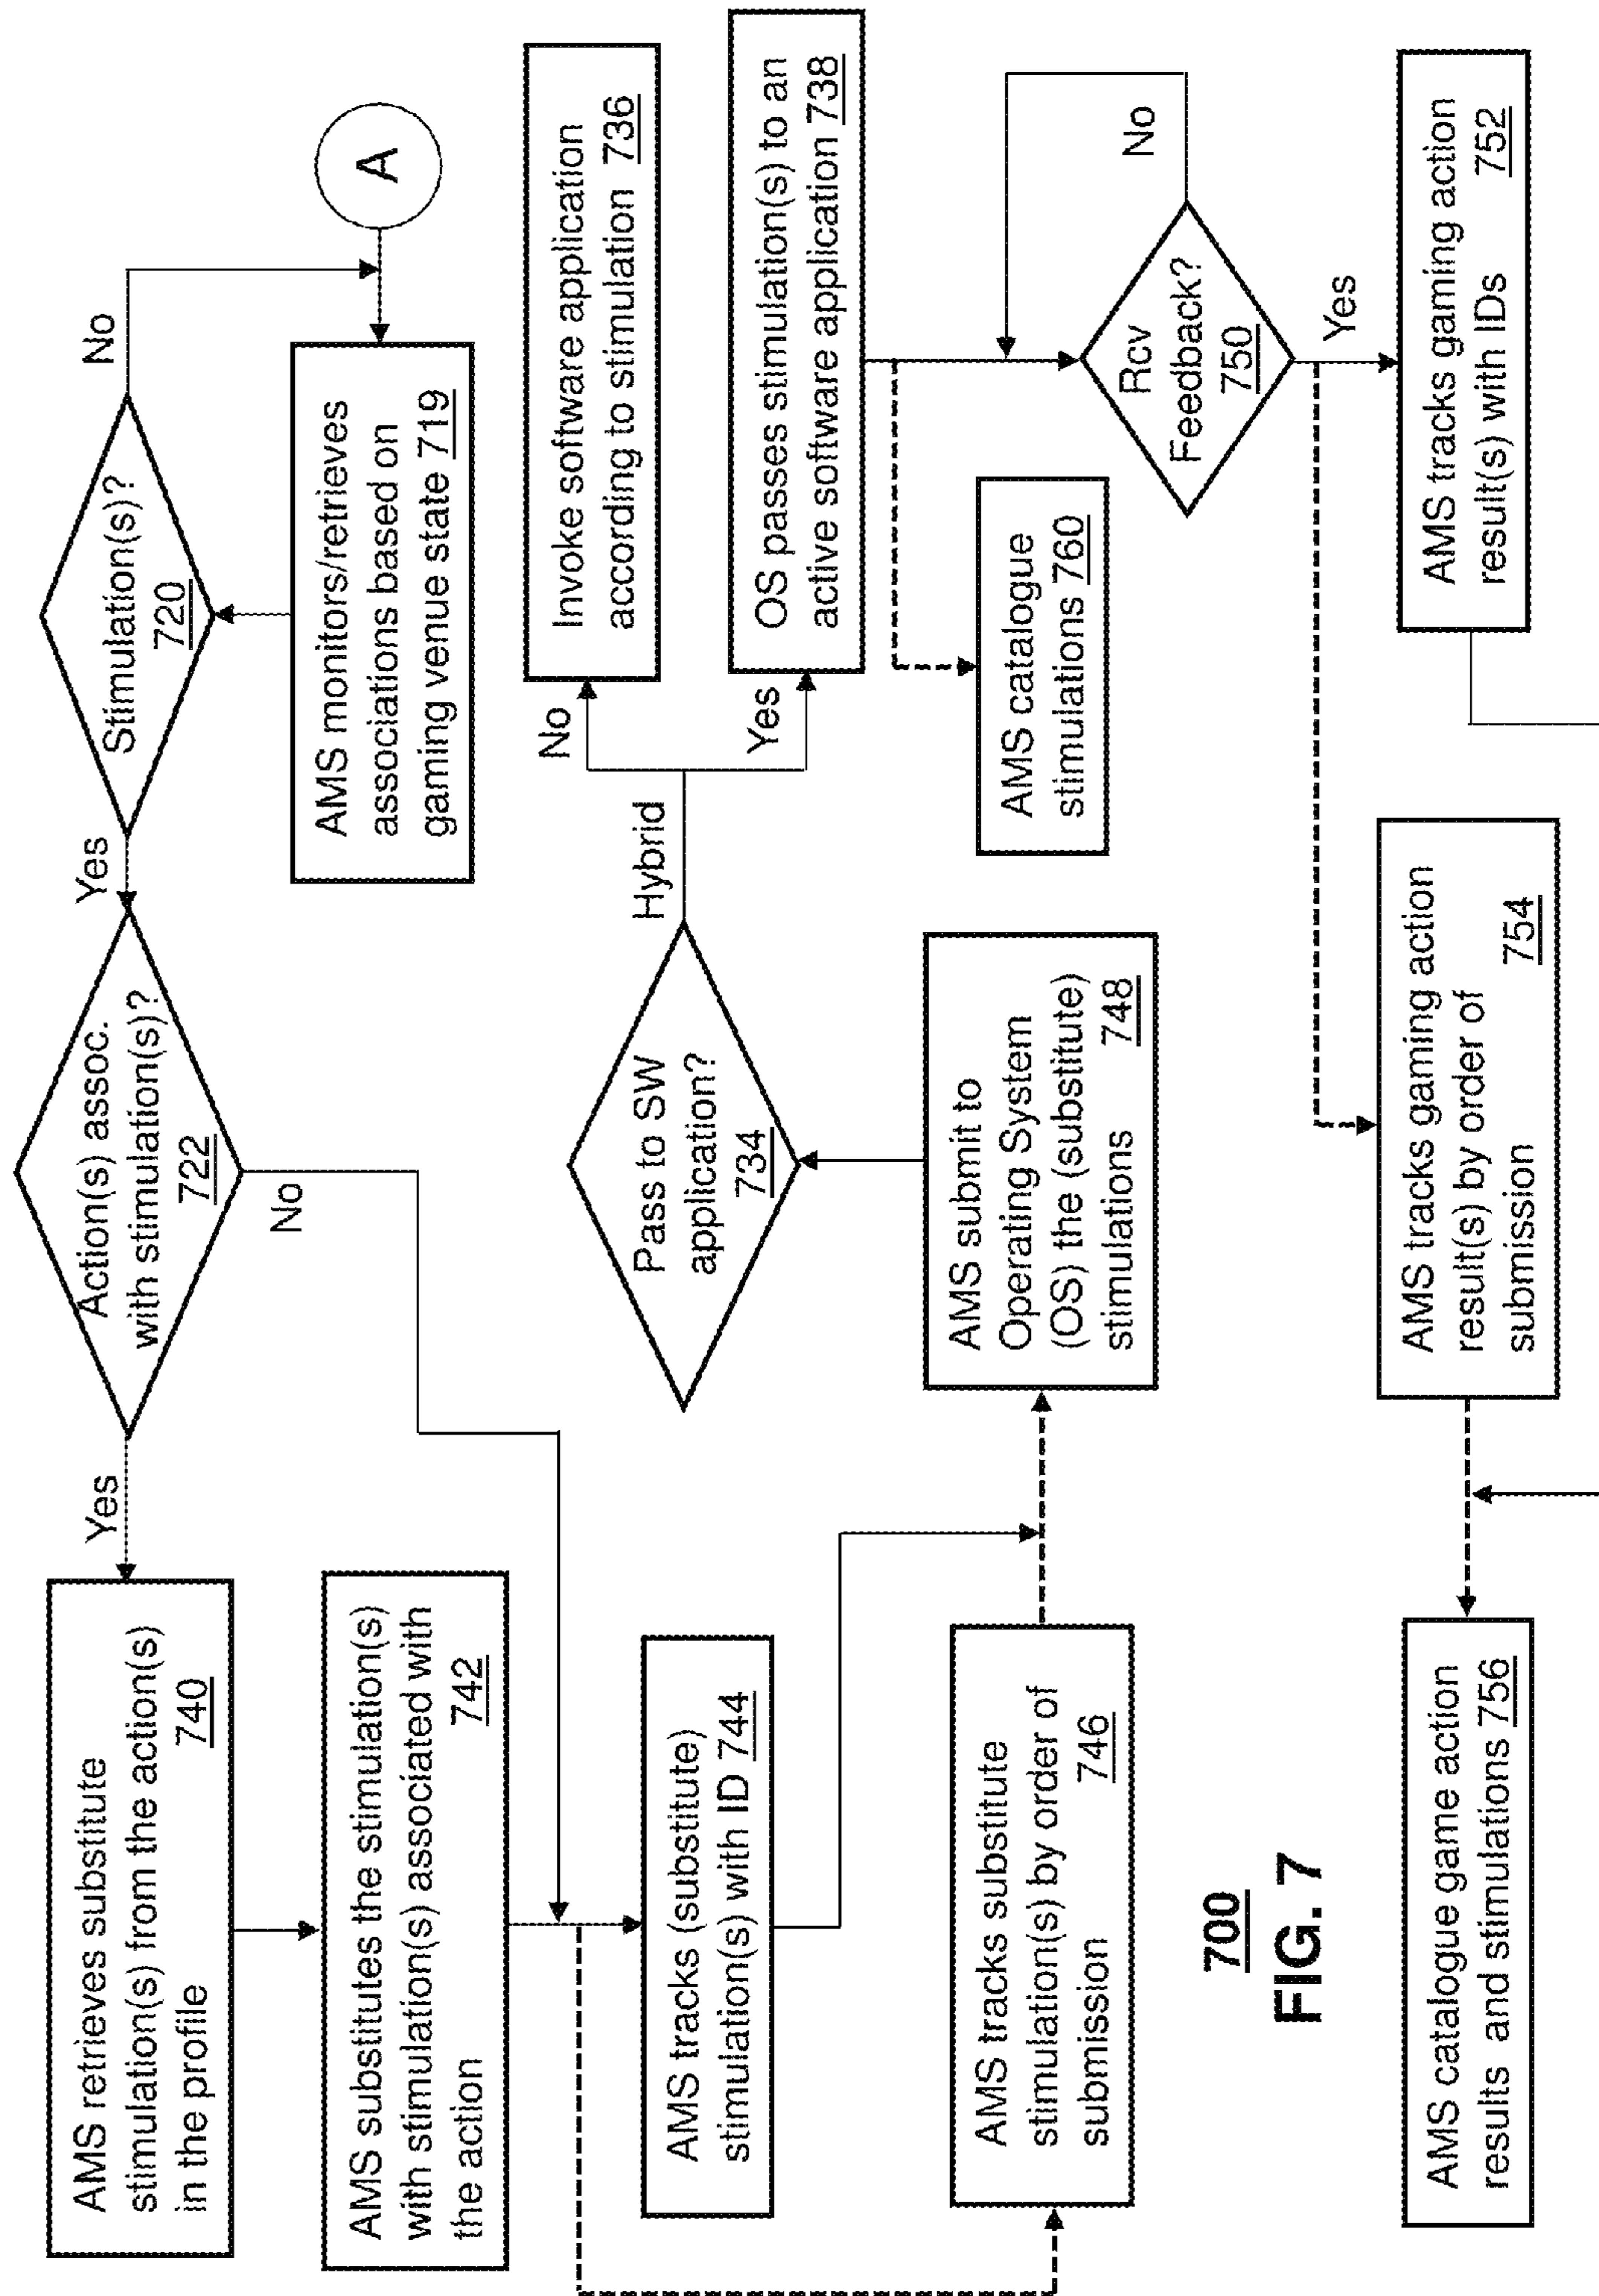 A
AMS monitors/retrieves
associations based on
gaming venue state 719
Stimulation(s)?
720
No
Yes
Action(s) assoc.
with stimulation(s)?
722
Yes
No
AMS retrieves substitute
stimulation(s) from the action(s)
in the profile 740
AMS substitutes the stimulation(s)
with stimulation(s) associated with
the action 742
AMS tracks (substitute)
stimulation(s) with ID 744
AMS tracks substitute
stimulation(s) by order of
submission 746
AMS submit to
Operating System
(OS) the (substitute)
stimulations 748
Pass to SW
application?
734
Hybrid
No
Yes
Invoke software application
according to stimulation 736
OS passes stimulation(s) to an
active software application 738
AMS catalogue
stimulations 760
Rcv
Feedback?
750
No
Yes
AMS tracks gaming action
result(s) with IDs 752
AMS tracks gaming action
result(s) by order of
submission 754
AMS catalogue game action
results and stimulations 756
700
FIG. 7